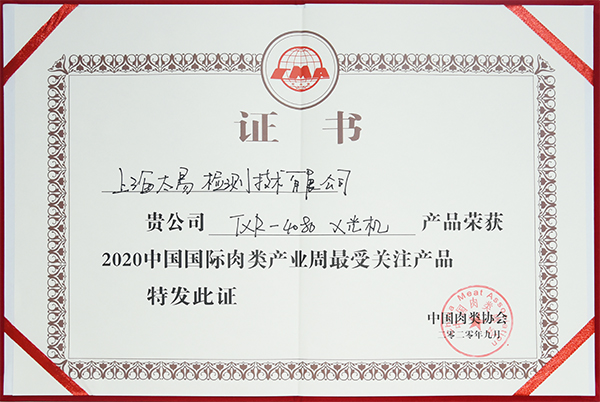 CMA
证书
上海太易检测技术有限公司
贵公司 TXR-4080 X光机 产品荣获
2020中国国际肉类产业周最受关注产品
特发此证
中国肉类协会
二零二零年九月
Meat Association